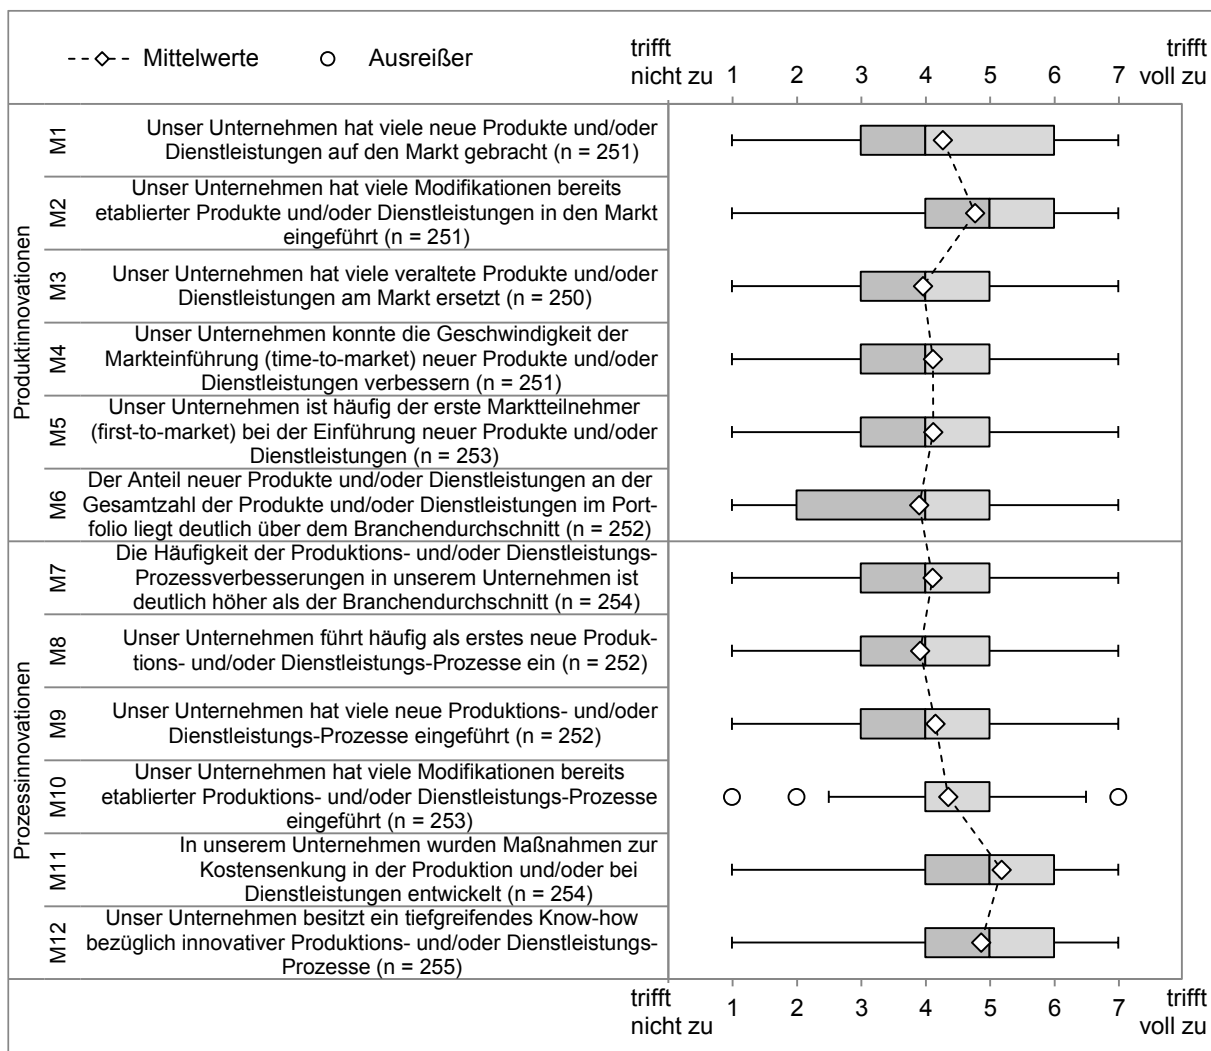 Mittelwerte
Ausreißer
trifft
nicht zu
1 2 3 4 5 6 7
trifft
voll zu
Produktinnovationen
M1
Unser Unternehmen hat viele neue Produkte und/oder
Dienstleistungen auf den Markt gebracht (n = 251)
M2
Unser Unternehmen hat viele Modifikationen bereits
etablierter Produkte und/oder Dienstleistungen in den Markt
eingeführt (n = 251)
M3
Unser Unternehmen hat viele veraltete Produkte und/oder
Dienstleistungen am Markt ersetzt (n = 250)
M4
Unser Unternehmen konnte die Geschwindigkeit der
Markteinführung (time-to-market) neuer Produkte und/oder
Dienstleistungen verbessern (n = 251)
M5
Unser Unternehmen ist häufig der erste Marktteilnehmer
(first-to-market) bei der Einführung neuer Produkte und/oder
Dienstleistungen (n = 253)
M6
Der Anteil neuer Produkte und/oder Dienstleistungen an der
Gesamtzahl der Produkte und/oder Dienstleistungen im Port-
folio liegt deutlich über dem Branchendurchschnitt (n = 252)
Prozessinnovationen
M7
Die Häufigkeit der Produktions- und/oder Dienstleistungs-
Prozessverbesserungen in unserem Unternehmen ist
deutlich höher als der Branchendurchschnitt (n = 254)
M8
Unser Unternehmen führt häufig als erstes neue Produk-
tions- und/oder Dienstleistungs-Prozesse ein (n = 252)
M9
Unser Unternehmen hat viele neue Produktions- und/oder
Dienstleistungs-Prozesse eingeführt (n = 252)
M10
Unser Unternehmen hat viele Modifikationen bereits
etablierter Produktions- und/oder Dienstleistungs-Prozesse
eingeführt (n = 253)
M11
In unserem Unternehmen wurden Maßnahmen zur
Kostensenkung in der Produktion und/oder bei
Dienstleistungen entwickelt (n = 254)
M12
Unser Unternehmen besitzt ein tiefgreifendes Know-how
bezüglich innovativer Produktions- und/oder Dienstleistungs-
Prozesse (n = 255)
trifft
nicht zu
1 2 3 4 5 6 7
trifft
voll zu